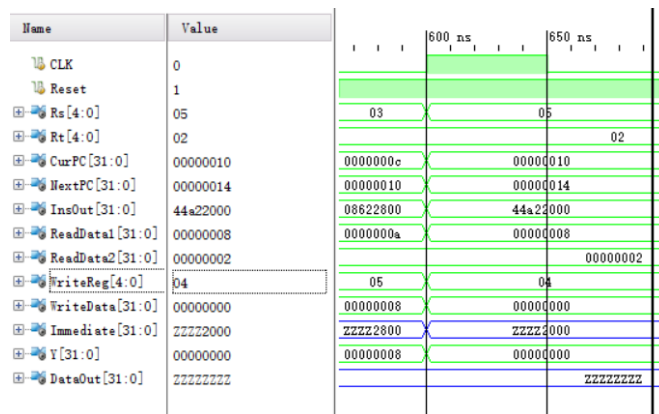 Name Value
600 ns 650 ns
CLK 0
Reset 1
Rs[4:0] 05 03 05
Rt[4:0] 02 02
CurPC[31:0] 00000010 0000000c 00000010
NextPC[31:0] 00000014 00000010 00000014
InsOut[31:0] 44a22000 08622800 44a22000
ReadData1[31:0] 00000008 0000000a 00000008
ReadData2[31:0] 00000002 00000002
WriteReg[4:0] 04 05 04
WriteData[31:0] 00000000 00000008 00000000
Immediate[31:0] ZZZZ2000 ZZZZ2800 ZZZZ2000
Y[31:0] 00000000 00000008 00000000
DataOut[31:0] ZZZZZZZZ ZZZZZZZZ